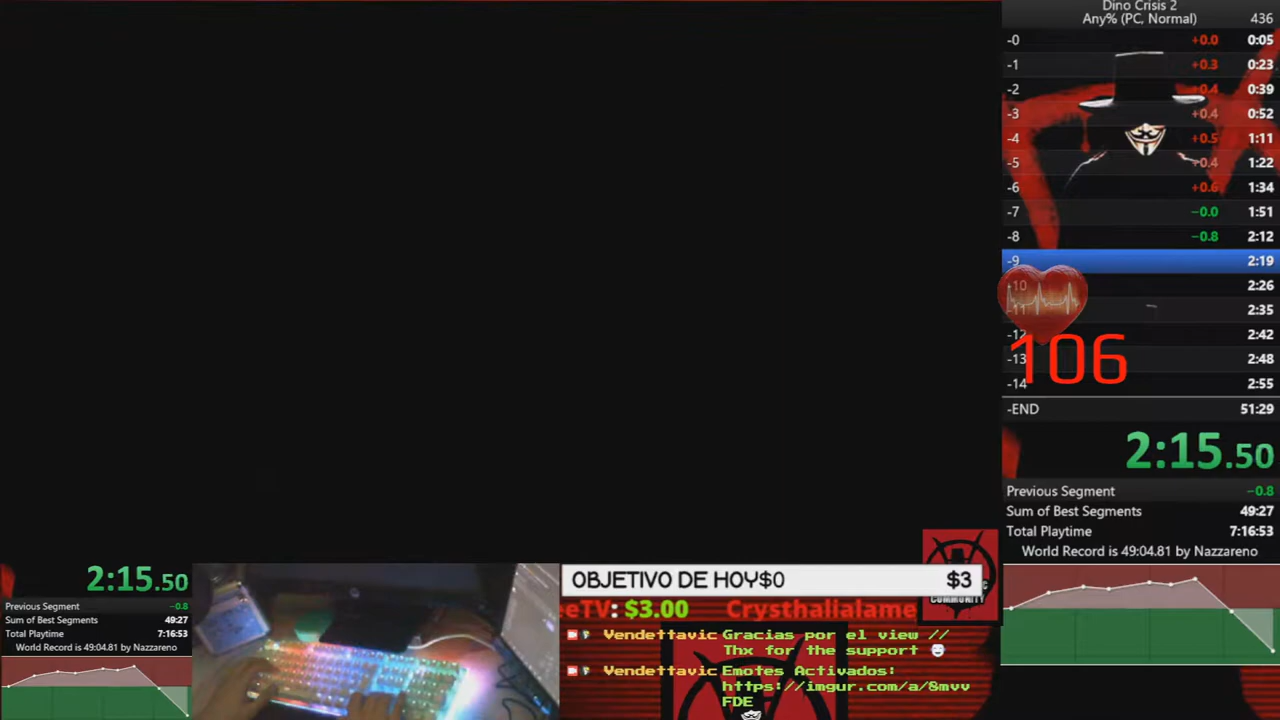 Dino Crisis 2
Any% (PC, Normal) 436
-0 +0.0 0:05
-1 +0.3 0:23
-2 +0.4 0:39
-3 +0.4 0:52
-4 +0.5 1:11
-5 +0.4 1:22
-6 +0.6 1:34
-7 −0.0 1:51
-8 −0.8 2:12
-9 2:19
-10 2:26
-11 2:35
-12 2:42
-13 2:48
-14 2:55
106
-END 51:29
2:15.50
Previous Segment −0.8
Sum of Best Segments 49:27
Total Playtime 7:16:53
World Record is 49:04.81 by Nazzareno
2:15.50
Previous Segment −0.8
Sum of Best Segments 49:27
Total Playtime 7:16:53
World Record is 49:04.81 by Nazzareno
OBJETIVO DE HOY$0 $3
COMMUNITY
eeTV: $3.00 Crysthalialame
Vendettavic Gracias por el view //
Thx for the support
Vendettavic Emotes Activados:
https://imgur.com/a/8mvv
FDE